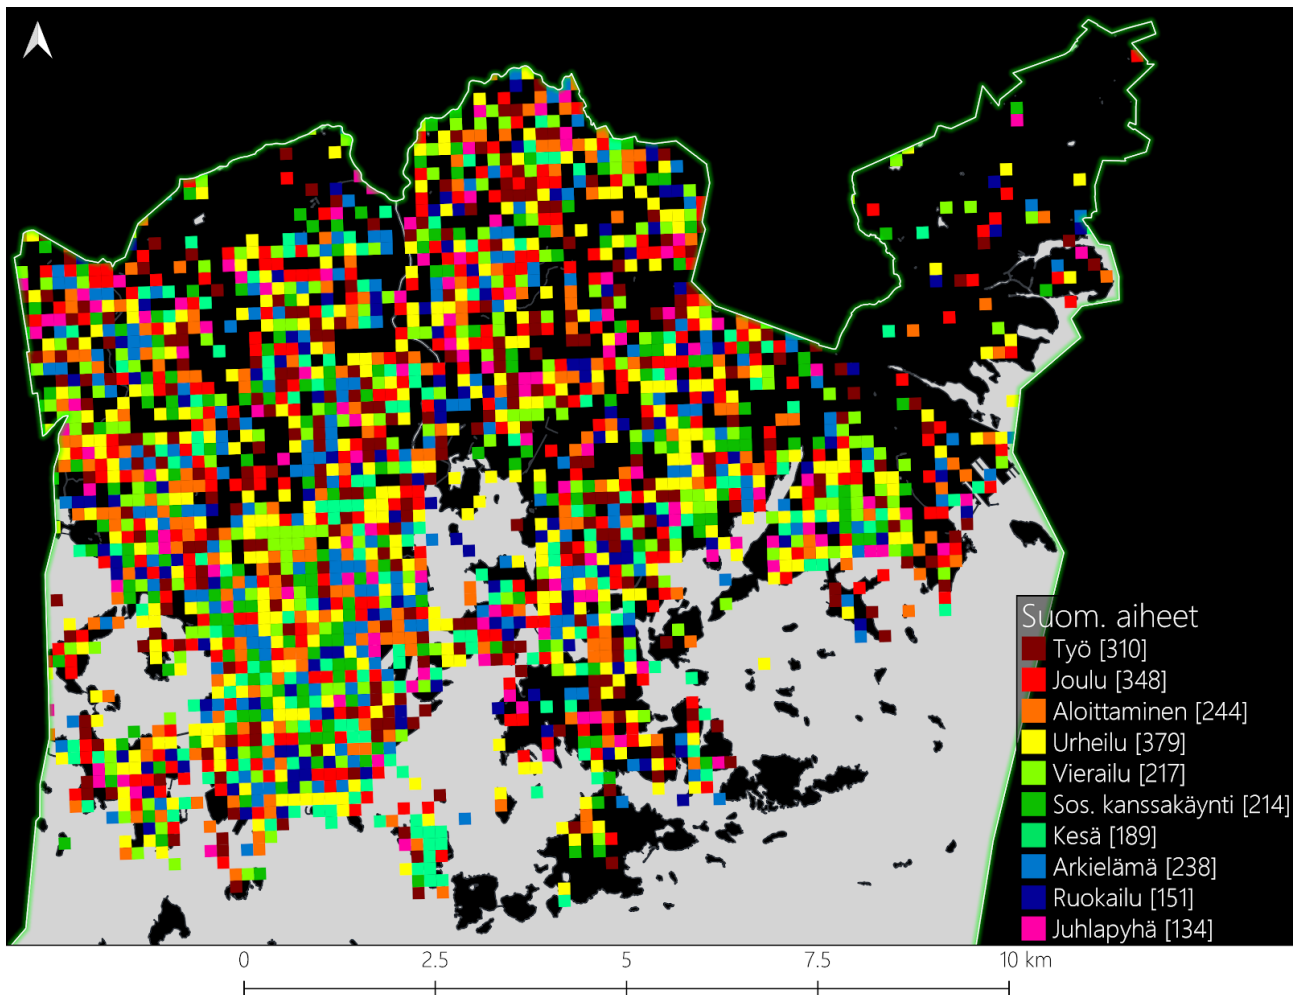 Suom. aiheet
Työ [310]
Joulu [348]
Aloittaminen [244]
Urheilu [379]
Vierailu [217]
Sos. kanssakäynti [214]
Kesä [189]
Arkielämä [238]
Ruokailu [151]
Juhlapyhä [134]
0 2.5 5 7.5 10 km